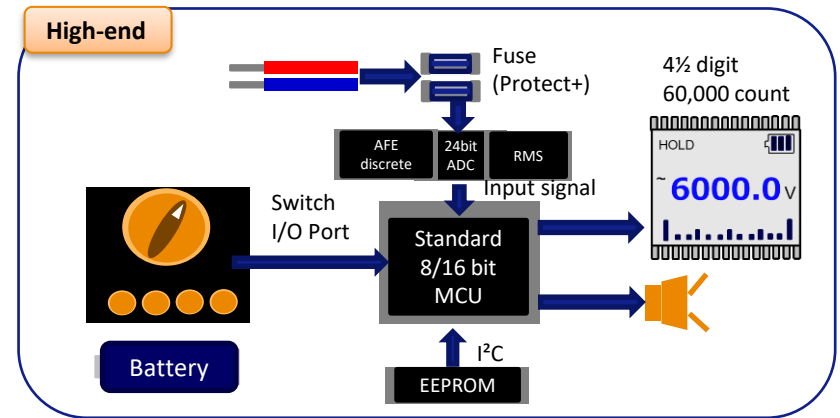 High-end
Fuse
(Protect+)
4½ digit
60,000 count
AFE
discrete
24bit
ADC
RMS
HOLD
~
6000.0 V
Input signal
Switch
I/O Port
Standard
8/16 bit
MCU
I²C
EEPROM
Battery